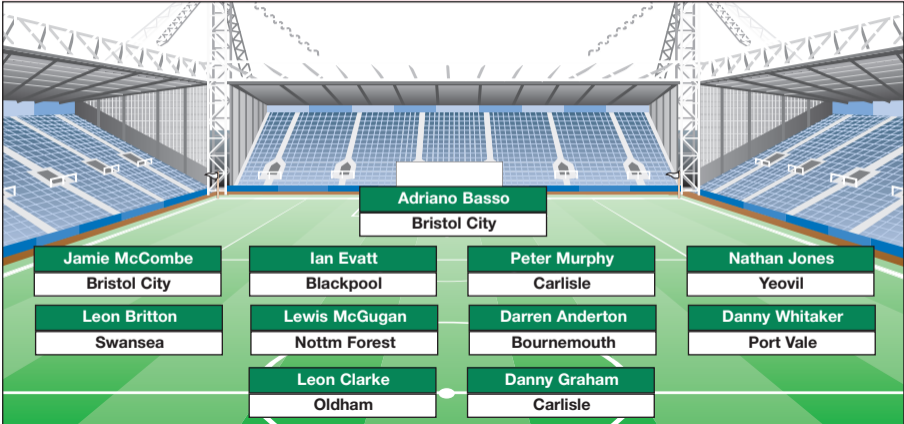 Adriano Basso
Bristol City
Jamie McCombe
Bristol City
Ian Evatt
Blackpool
Peter Murphy
Carlisle
Nathan Jones
Yeovil
Leon Britton
Swansea
Lewis McGugan
Nottm Forest
Darren Anderton
Bournemouth
Danny Whitaker
Port Vale
Leon Clarke
Oldham
Danny Graham
Carlisle